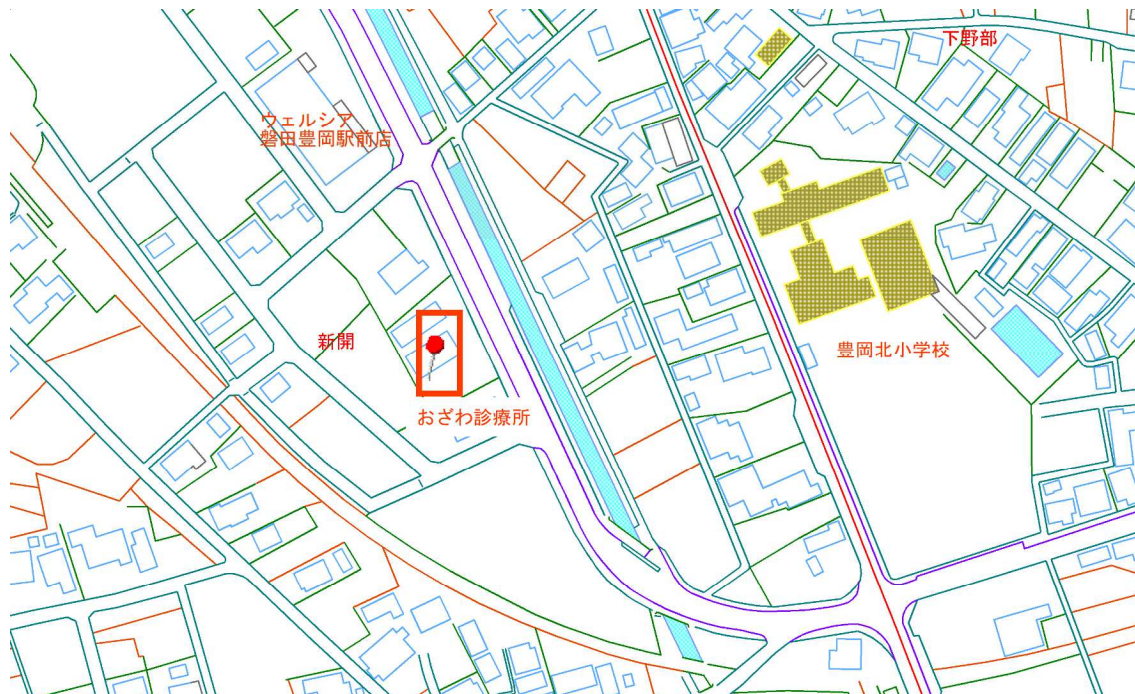 下野部
ウェルシア
磐田豊岡駅前店
新開
豊岡北小学校
おざわ診療所